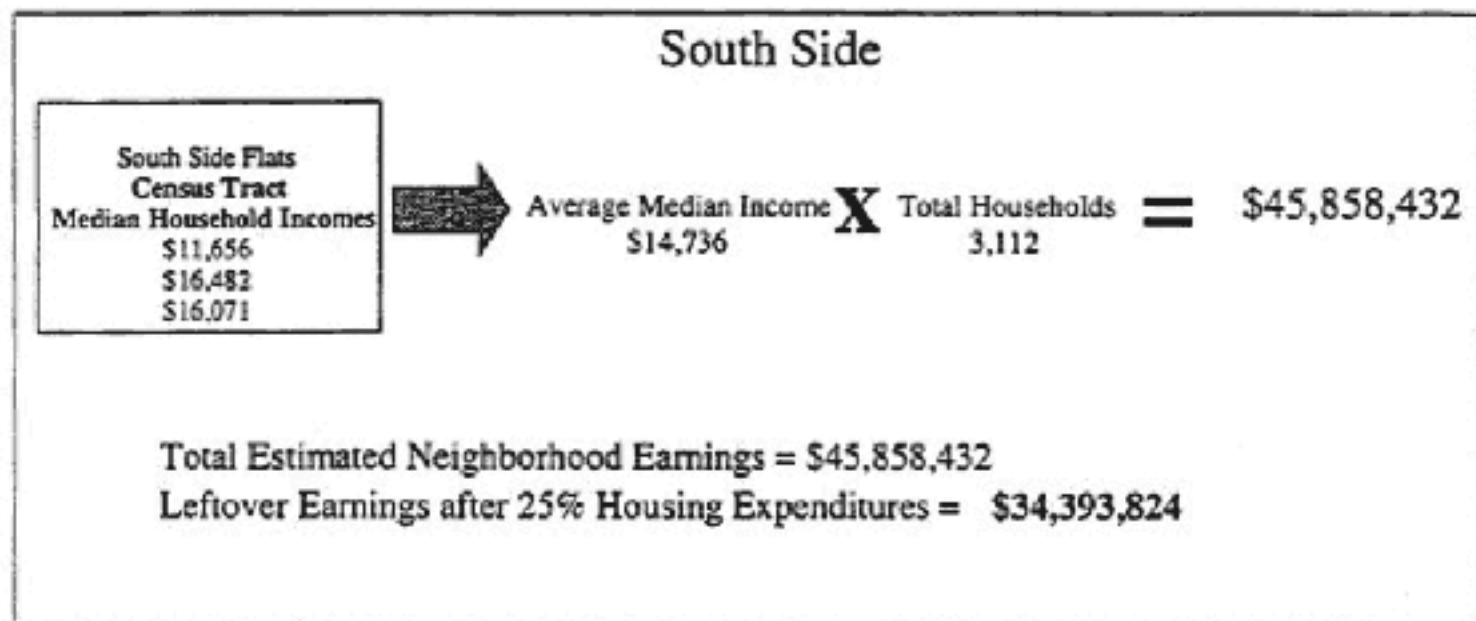 South Side
South Side Flats
Census Tract
Median Household Incomes
$11,656
$16,482
$16,071
Average Median Income X Total Households = $45,858,432
$14,736 3,112
Total Estimated Neighborhood Earnings = $45,858,432
Leftover Earnings after 25% Housing Expenditures = $34,393,824